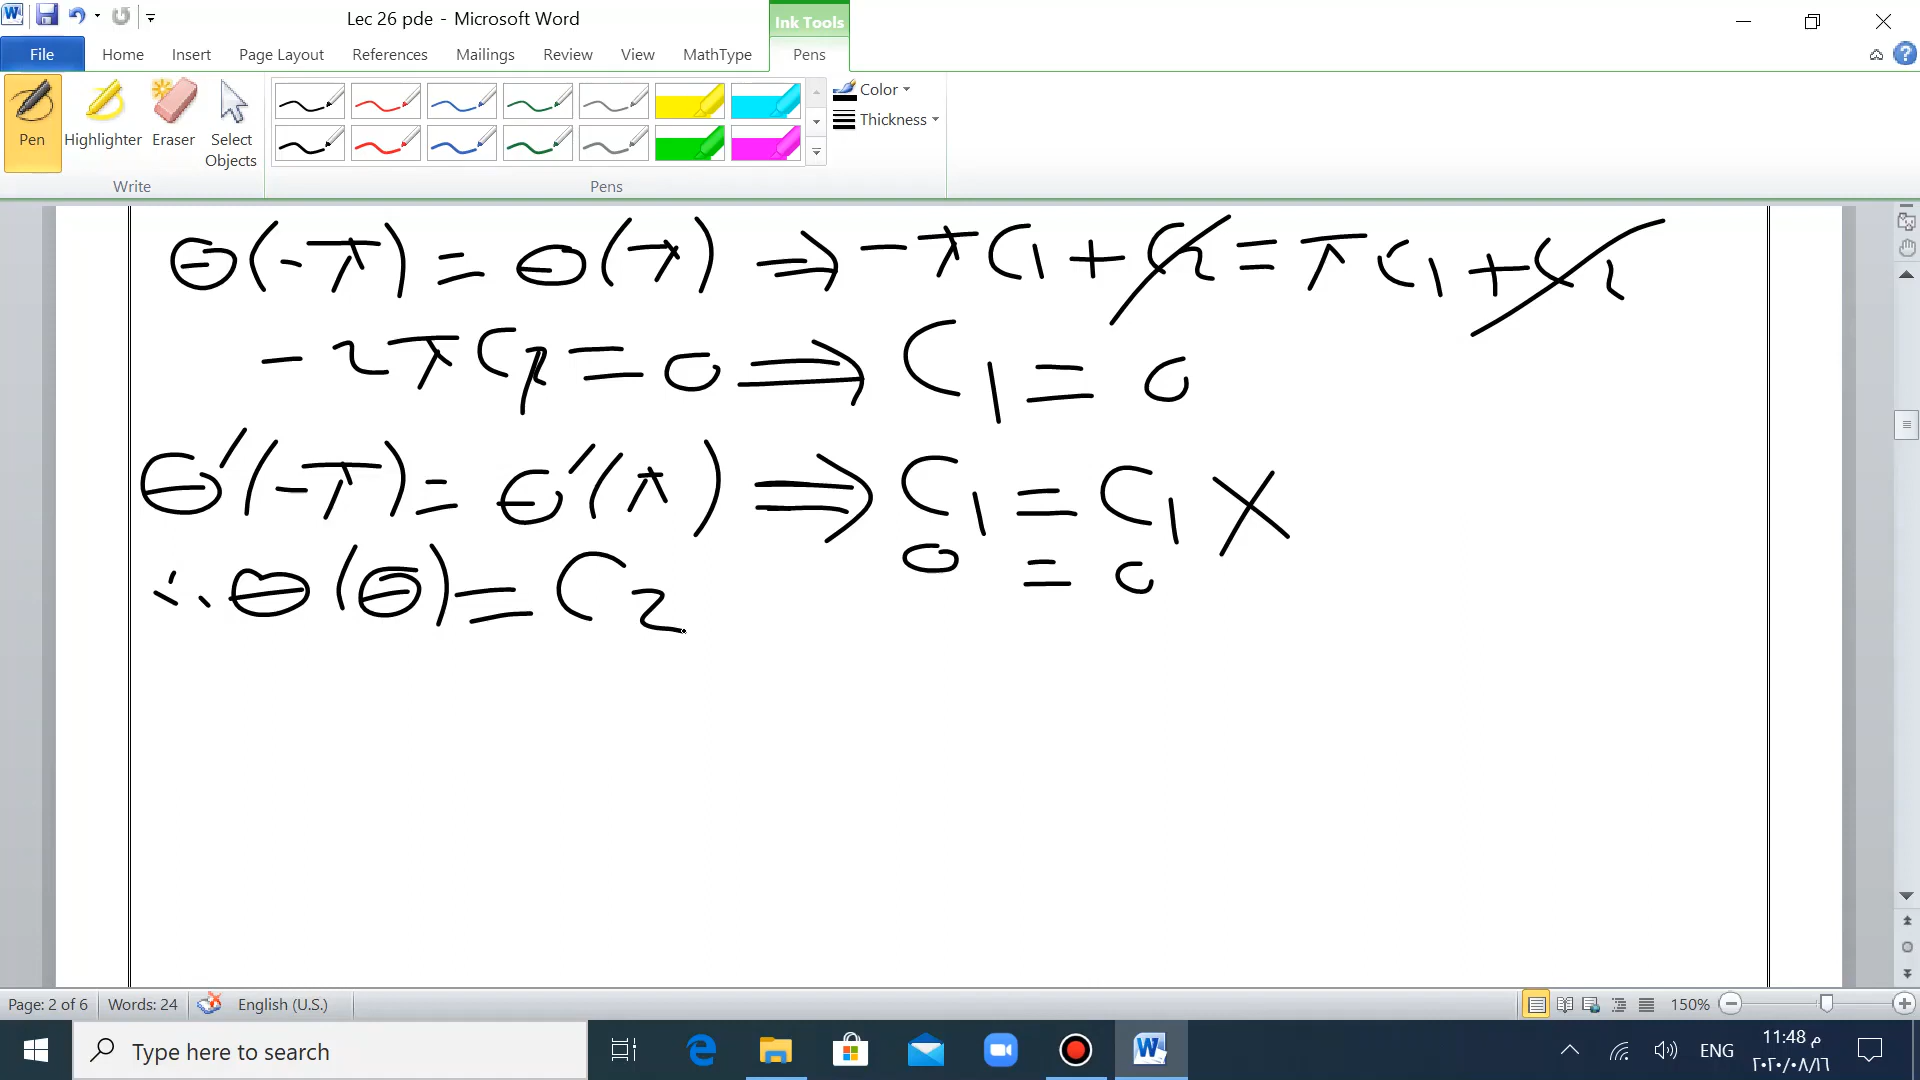 Lec 26 pde - Microsoft Word
Ink Tools
File Home Insert Page Layout References Mailings Review View MathType Pens
Pen Highlighter Eraser Select Objects
Color
Thickness
Write Pens
Θ(-π) = Θ(π) ⇒ -πC₁ + C₂ = πC₁ + C₂
-2πC₁ = 0 ⇒ C₁ = 0
Θ'(-π) = Θ'(π) ⇒ C₁ = C₁ X
0 = 0
∴ Θ(θ) = C₂
Page: 2 of 6 Words: 24 English (U.S.) 150%
Type here to search
ENG
11:48 م
٢٠٢٠/٠٨/١٦